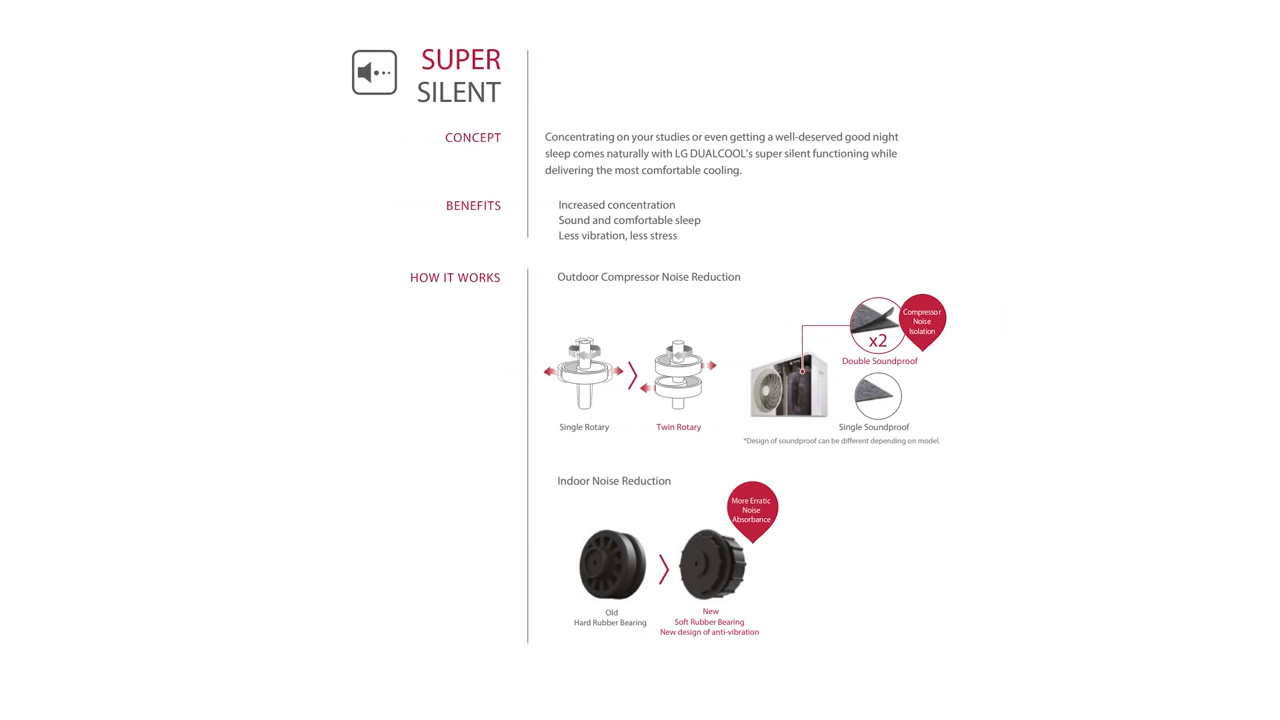 SUPER
SILENT
CONCEPT
Concentrating on your studies or even getting a well-deserved good night
sleep comes naturally with LG DUALCOOL's super silent functioning while
delivering the most comfortable cooling.
BENEFITS
Increased concentration
Sound and comfortable sleep
Less vibration, less stress
HOW IT WORKS
Outdoor Compressor Noise Reduction
Compressor
Noise
Isolation
x2
Double Soundproof
Single Rotary
Twin Rotary
Single Soundproof
*Design of soundproof can be different depending on model.
Indoor Noise Reduction
More Erratic
Noise
Absorbance
Old
Hard Rubber Bearing
New
Soft Rubber Bearing
New design of anti-vibration